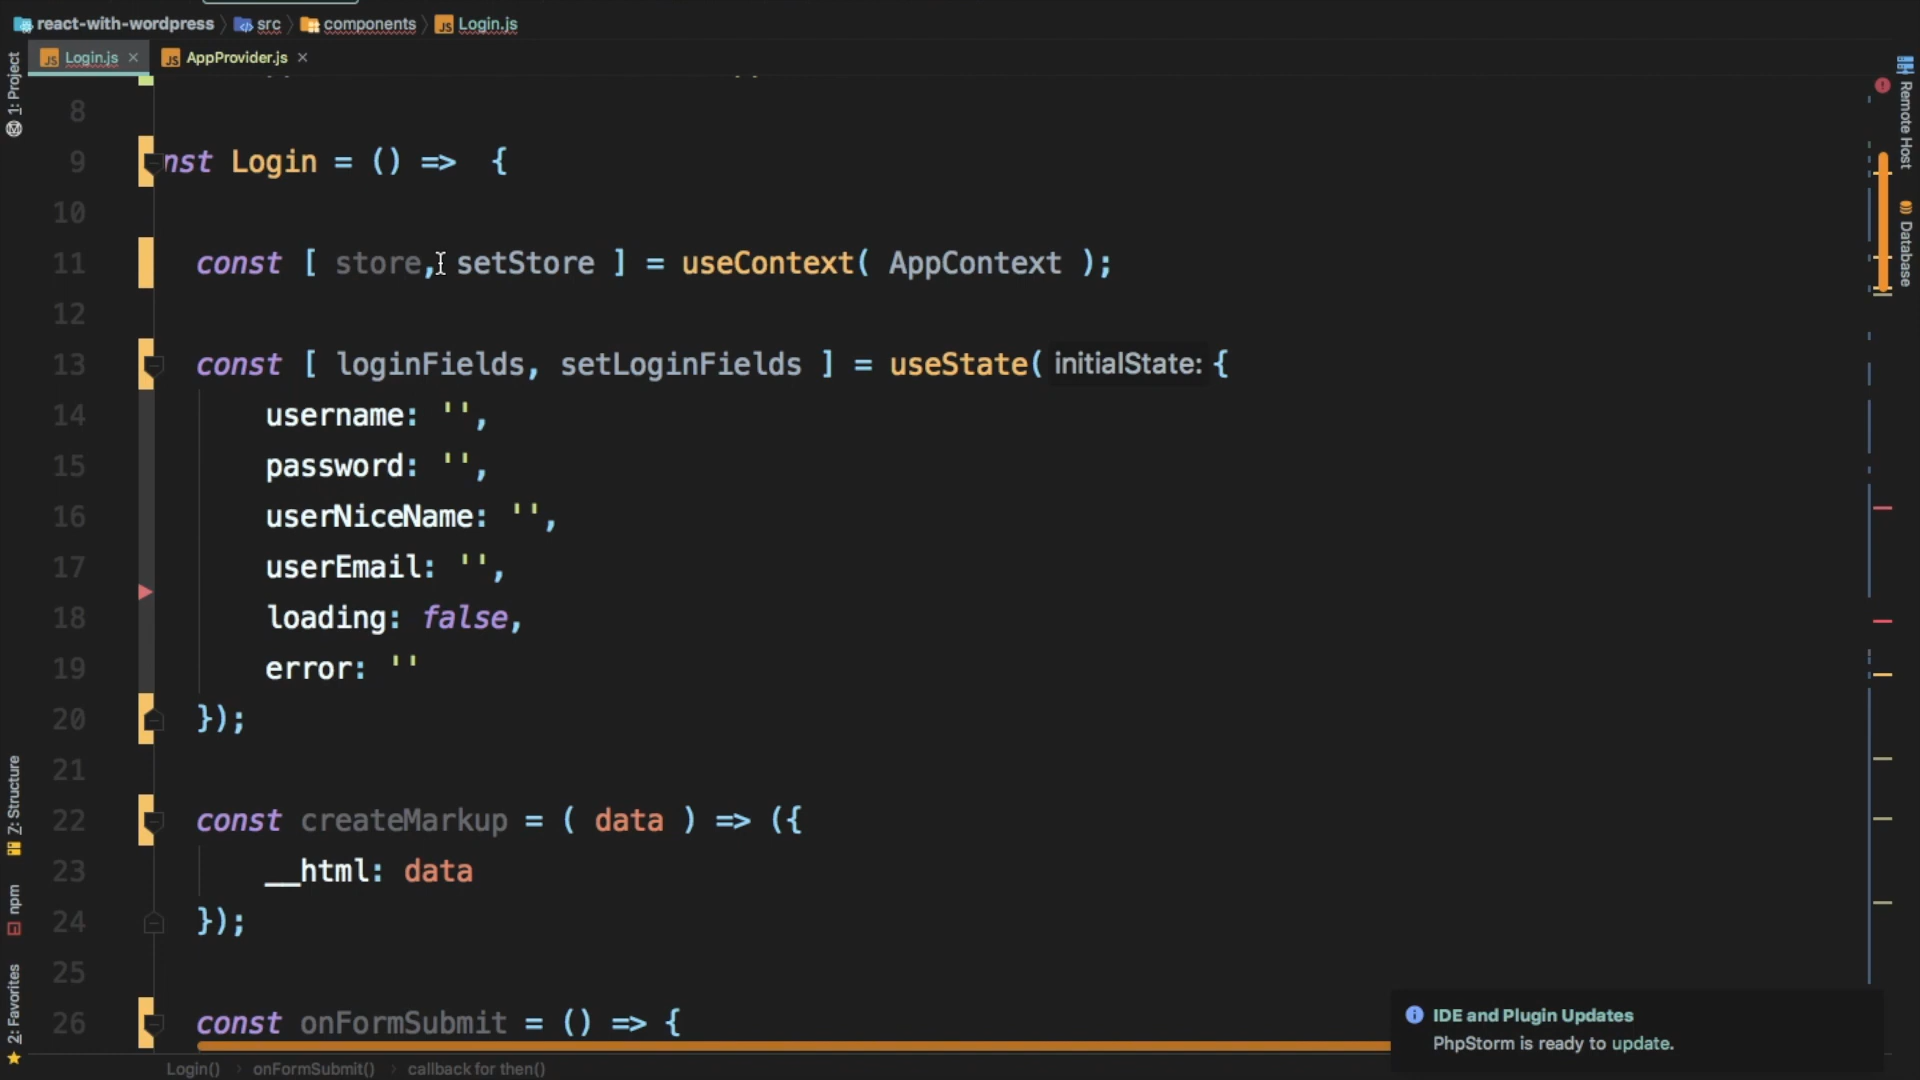 react-with-wordpress src components Login.js
Login.js AppProvider.js
8
9 nst Login = () => {
10
11 const [ store, setStore ] = useContext( AppContext );
12
13 const [ loginFields, setLoginFields ] = useState( initialState: {
14 username: '',
15 password: '',
16 userNiceName: '',
17 userEmail: '',
18 loading: false,
19 error: ''
20 });
21
22 const createMarkup = ( data ) => ({
23 __html: data
24 });
25
26 const onFormSubmit = () => {
Login() onFormSubmit() callback for then()
1: Project
Z: Structure
npm
2: Favorites
Remote Host
Database
IDE and Plugin Updates
PhpStorm is ready to update.